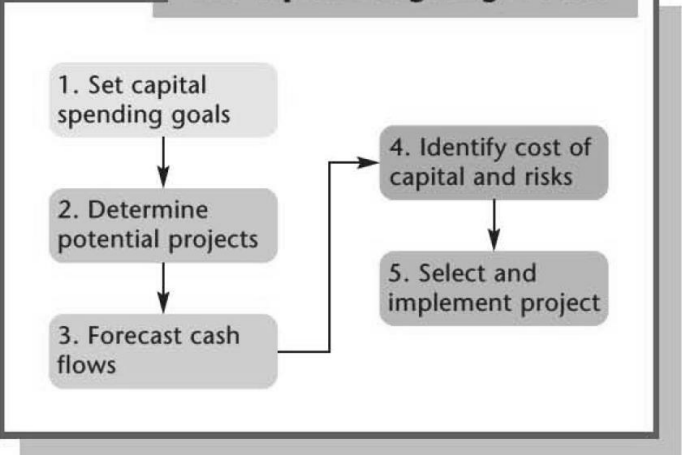 1. Set capital
spending goals
2. Determine
potential projects
3. Forecast cash
flows
4. Identify cost of
capital and risks
5. Select and
implement project